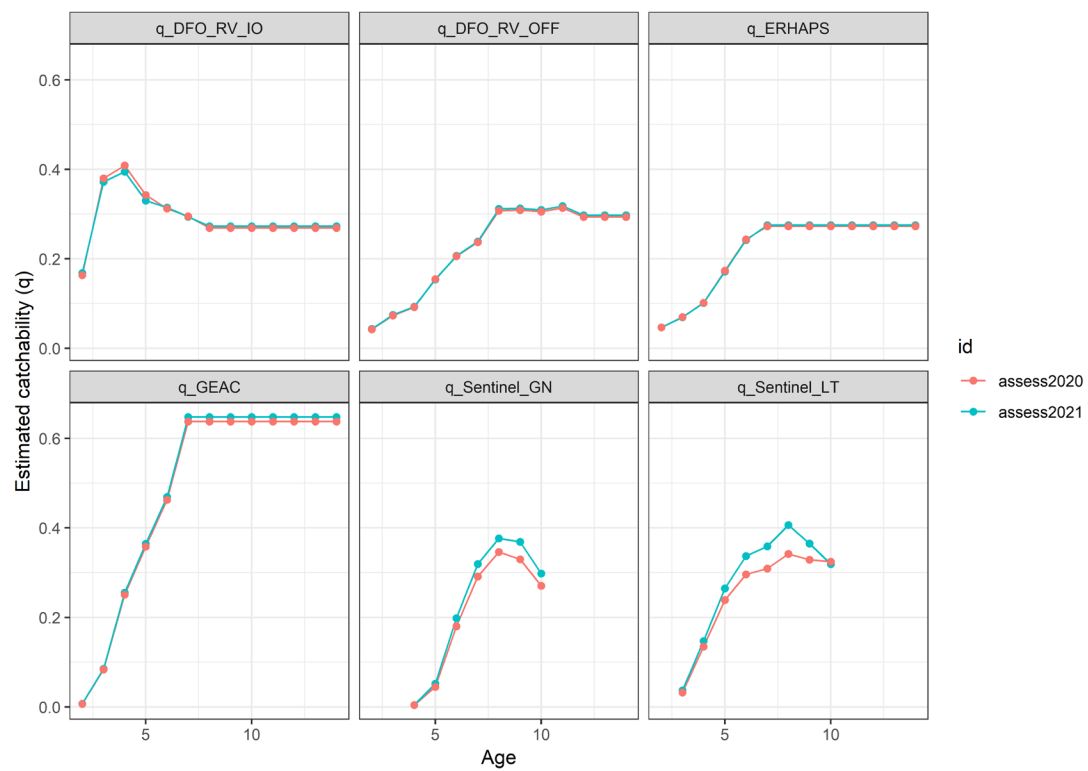 q_DFO_RV_IO q_DFO_RV_OFF q_ERHAPS
0.6
0.4
0.2
0.0
q_GEAC q_Sentinel_GN q_Sentinel_LT
0.6
0.4
0.2
0.0
5 10 5 10 5 10
Age
Estimated catchability (q)
id
assess2020
assess2021